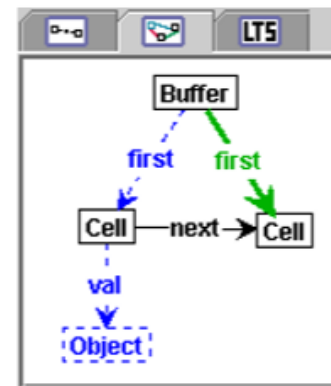 LTS
Buffer
first first
Cell next Cell
val
Object